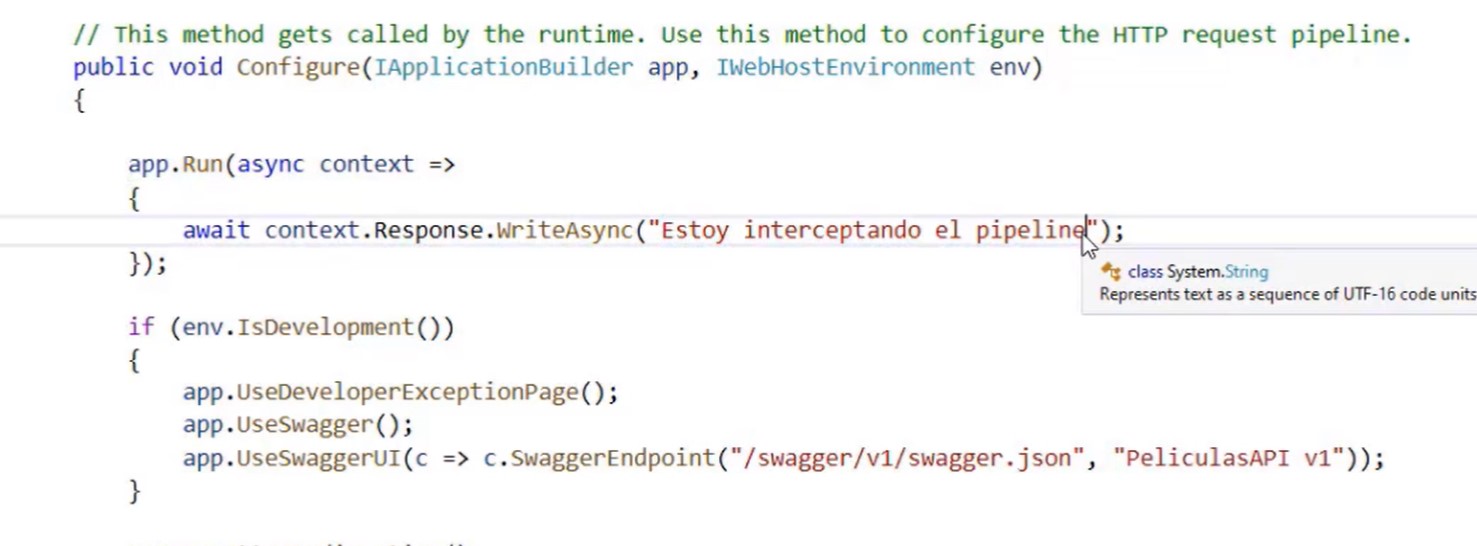 // This method gets called by the runtime. Use this method to configure the HTTP request pipeline.
public void Configure(IApplicationBuilder app, IWebHostEnvironment env)
{
app.Run(async context =>
{
await context.Response.WriteAsync("Estoy interceptando el pipeline");
});
class System.String
Represents text as a sequence of UTF-16 code units
if (env.IsDevelopment())
{
app.UseDeveloperExceptionPage();
app.UseSwagger();
app.UseSwaggerUI(c => c.SwaggerEndpoint("/swagger/v1/swagger.json", "PeliculasAPI v1"));
}